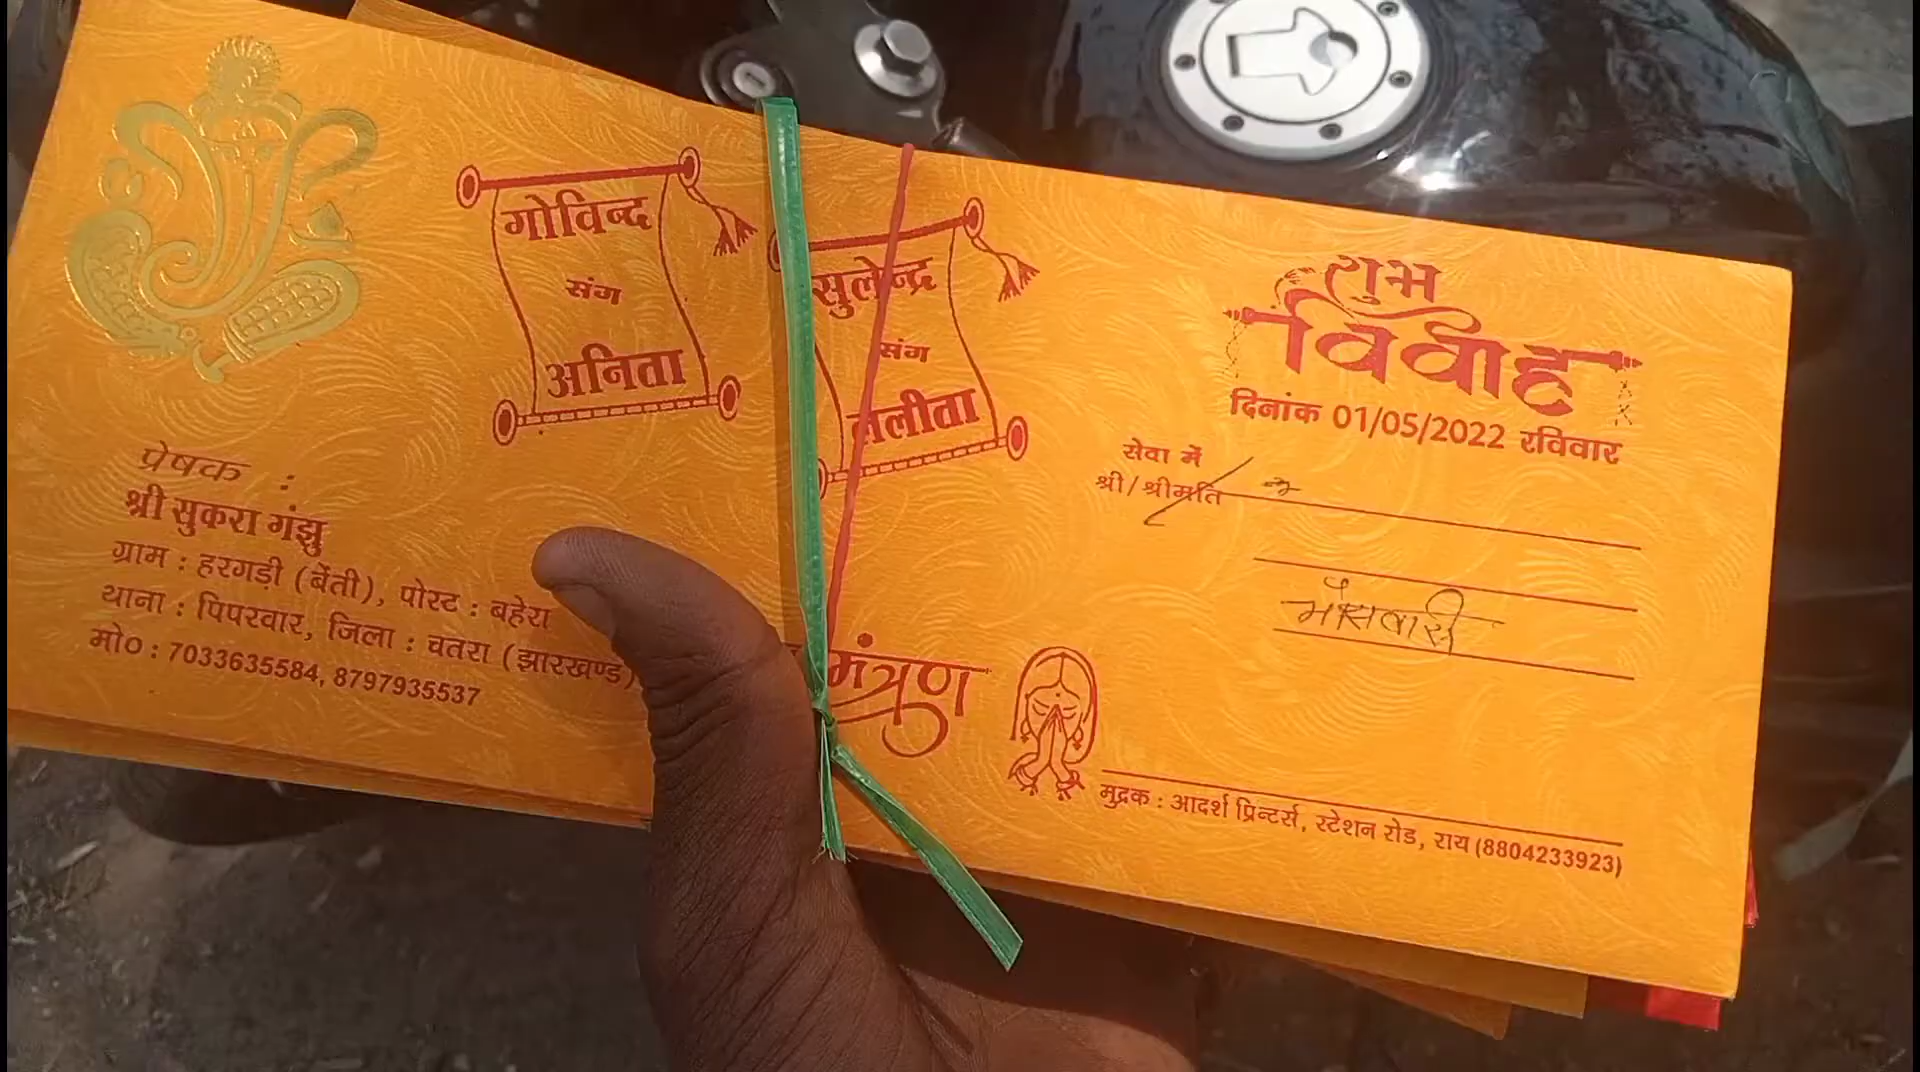 गोविन्द
संग
अनिता
सुलेन्द्र
संग
ललीता
शुभ
विवाह
दिनांक 01/05/2022 रविवार
सेवा में
श्री/श्रीमति
प्रेषक :
श्री सुकरा गंझु
ग्राम : हरगड़ी (बेंती), पोस्ट : बहेरा
थाना : पिपरवार, जिला : चतरा (झारखण्ड)
मो० : 7033635584, 8797935537
मंत्रण
मुद्रक : आदर्श प्रिन्टर्स, स्टेशन रोड, राय (8804233923)